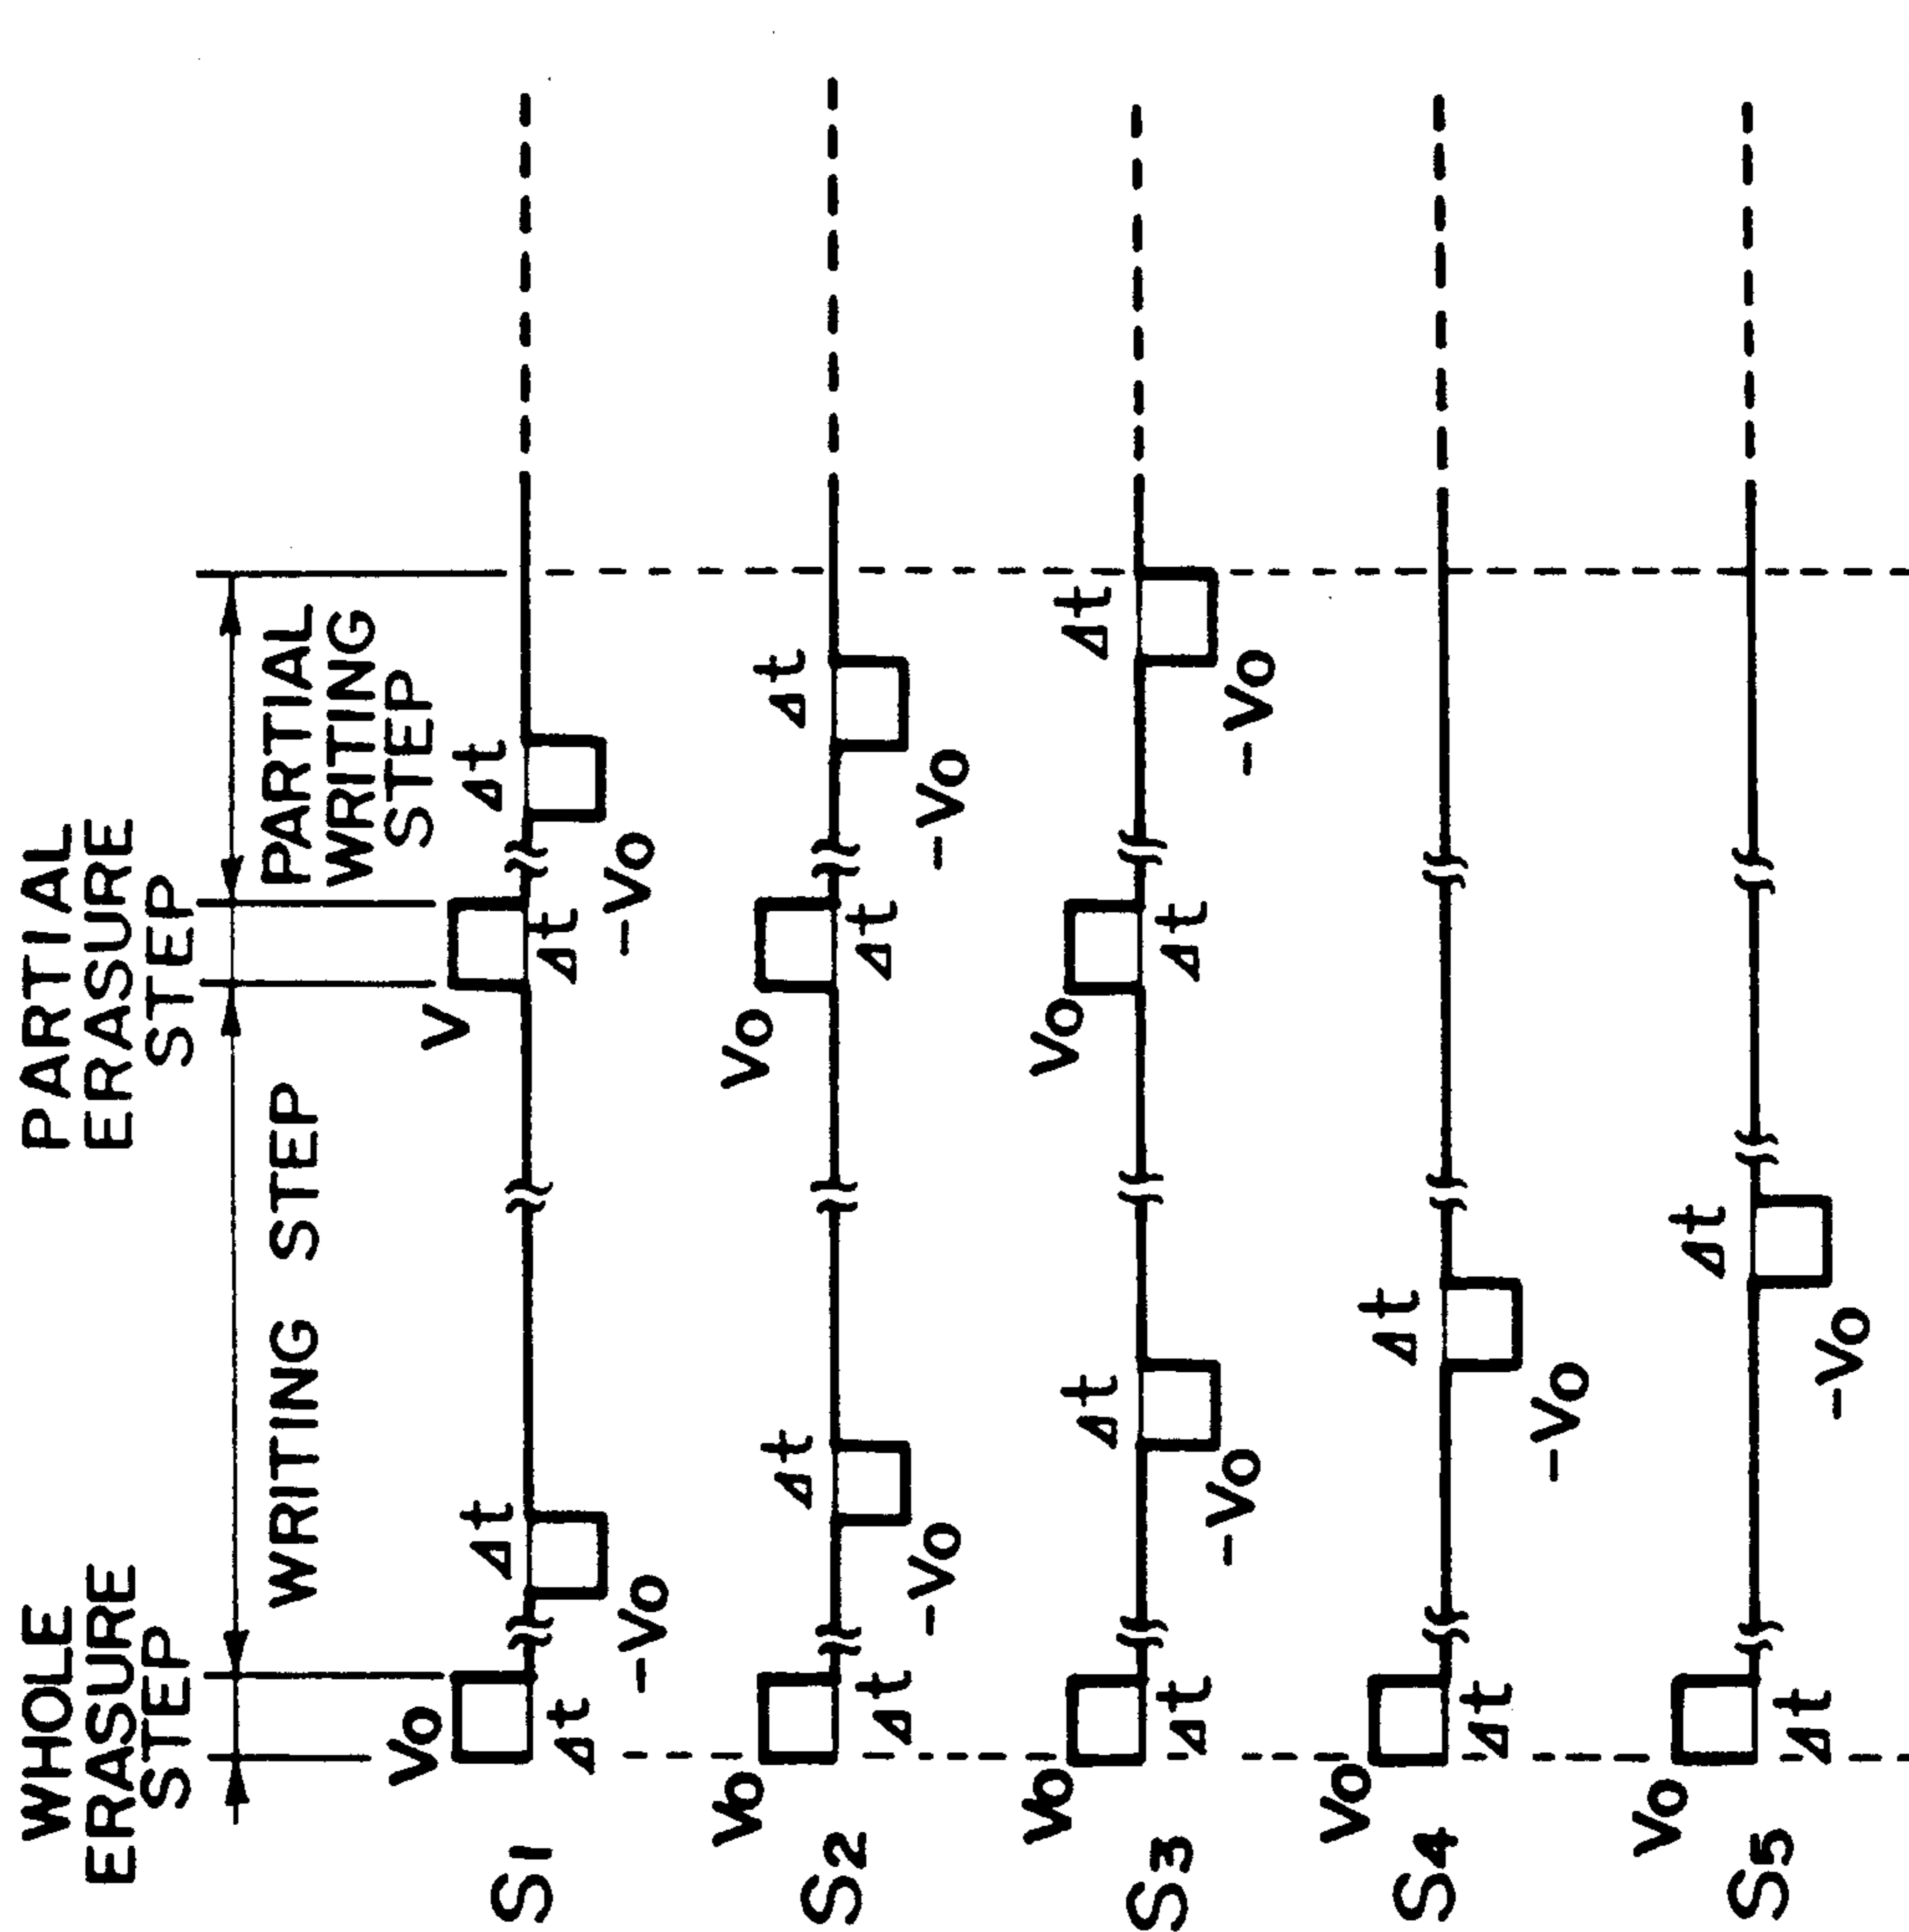 WHOLE
ERASURE
STEP
PARTIAL
ERASURE
STEP
WRITING STEP
PARTIAL
WRITING
STEP
S1
Vo
Δt
-Vo
Δt
V
Δt
-Vo
Δt
S2
Vo
Δt
-Vo
Δt
Vo
Δt
-Vo
Δt
S3
Vo
Δt
-Vo
Δt
Vo
Δt
-Vo
Δt
S4
Vo
Δt
-Vo
Δt
S5
Vo
Δt
-Vo
Δt